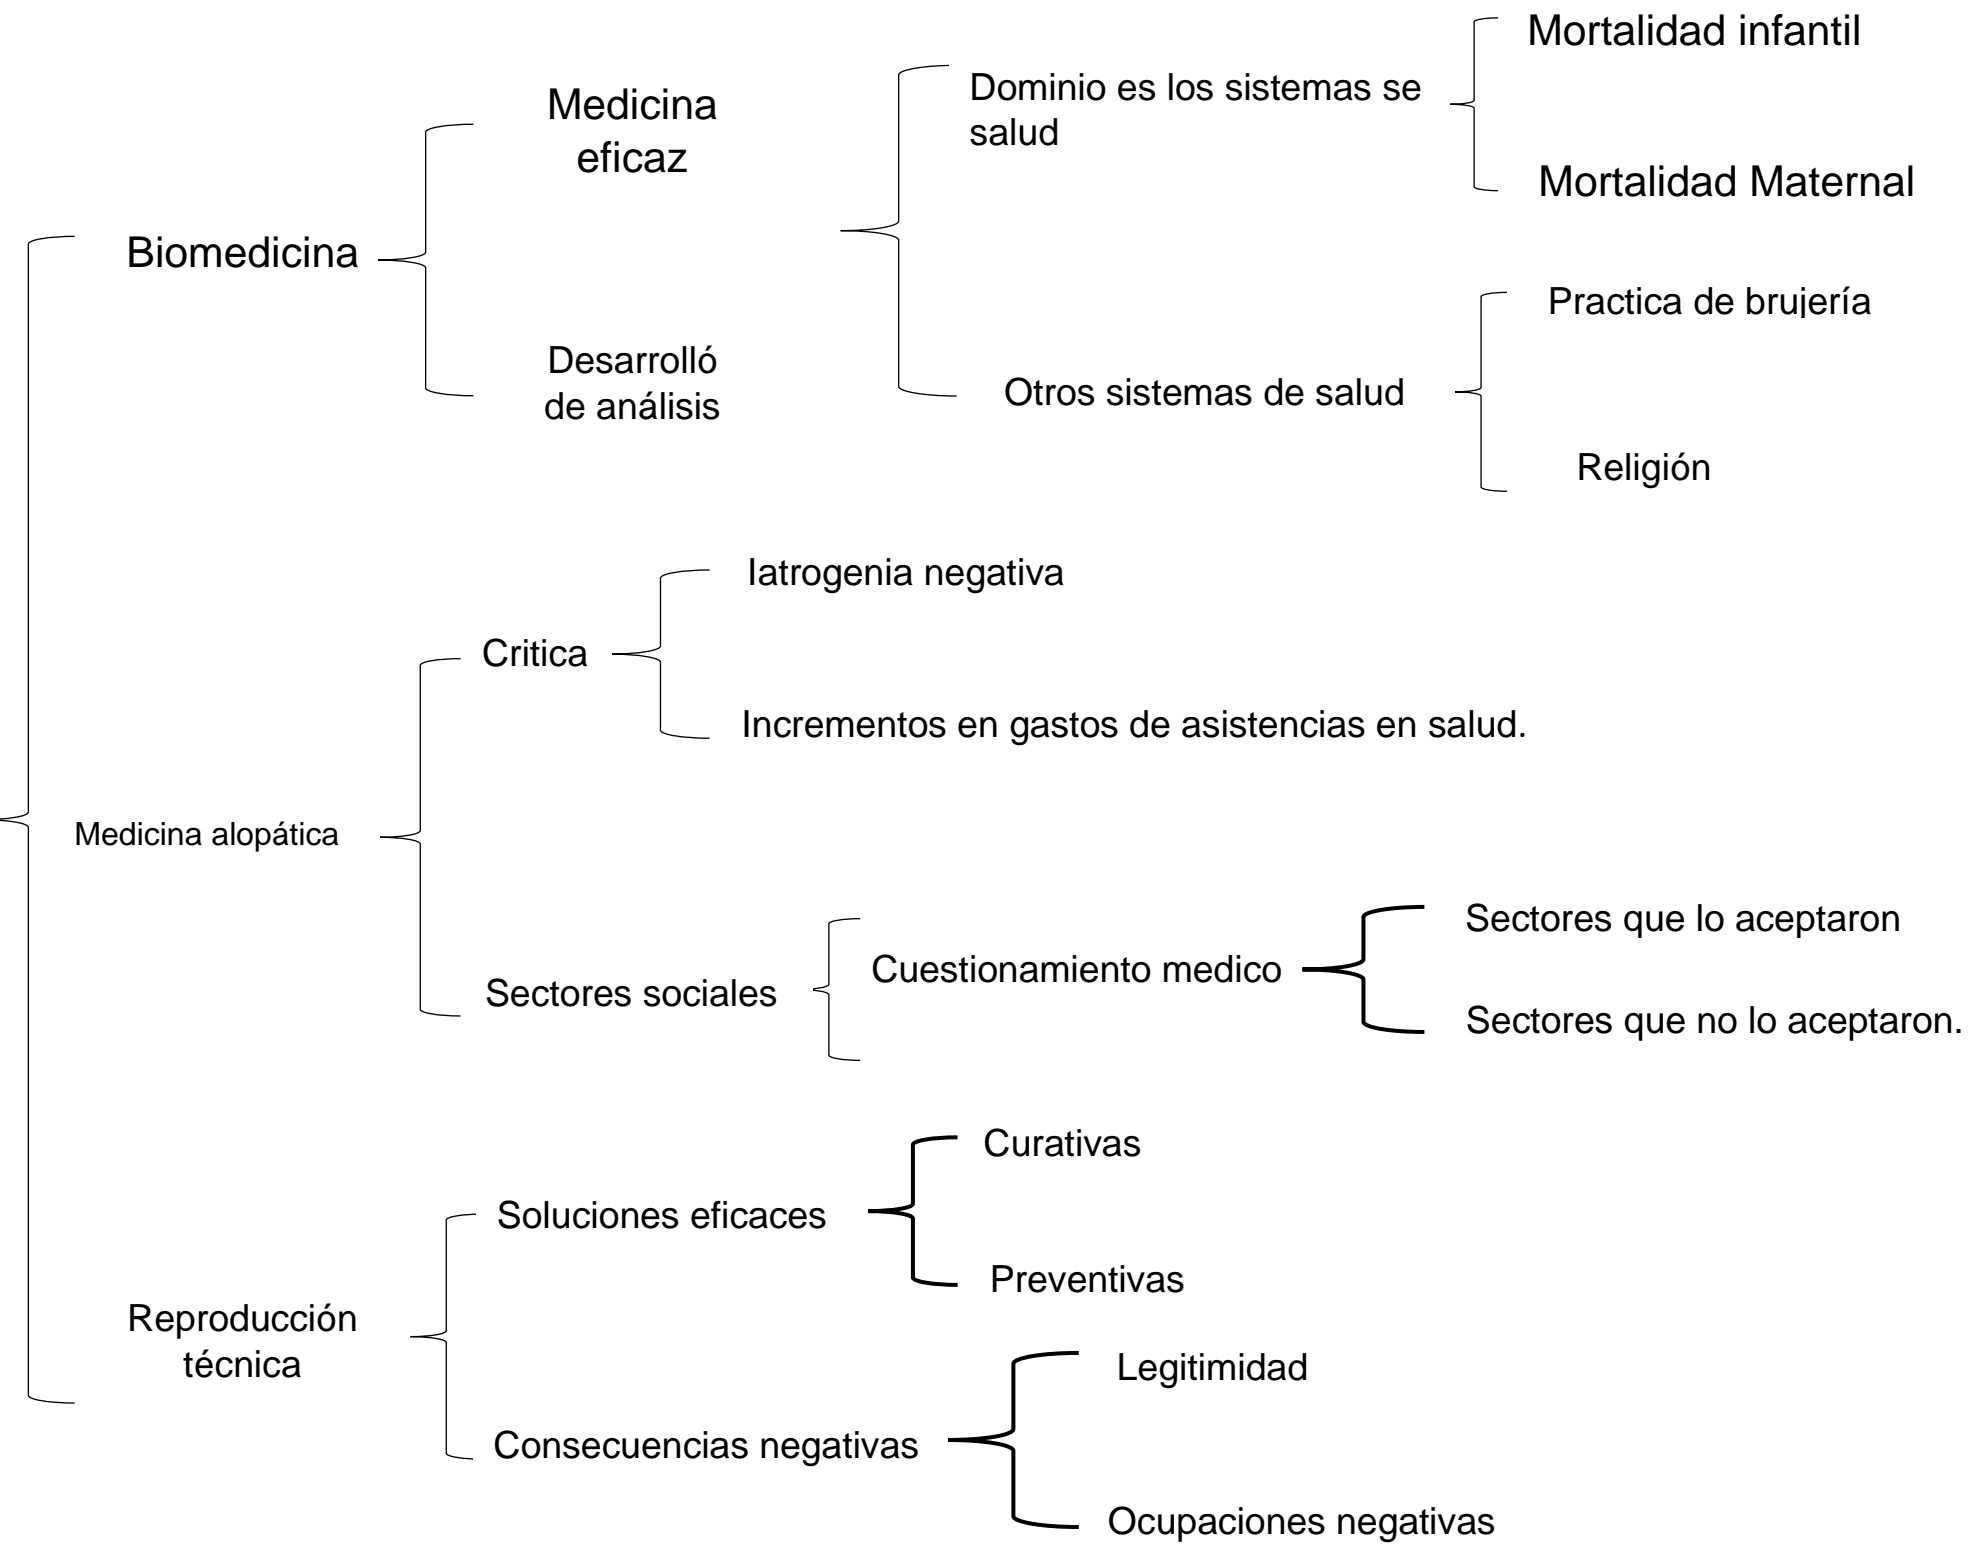 Biomedicina
Medicina
eficaz
Desarrolló
de análisis
Dominio es los sistemas se
salud
Mortalidad infantil
Mortalidad Maternal
Otros sistemas de salud
Practica de brujería
Religión
Medicina alopática
Critica
Iatrogenia negativa
Incrementos en gastos de asistencias en salud.
Sectores sociales
Cuestionamiento medico
Sectores que lo aceptaron
Sectores que no lo aceptaron.
Reproducción
técnica
Soluciones eficaces
Curativas
Preventivas
Consecuencias negativas
Legitimidad
Ocupaciones negativas